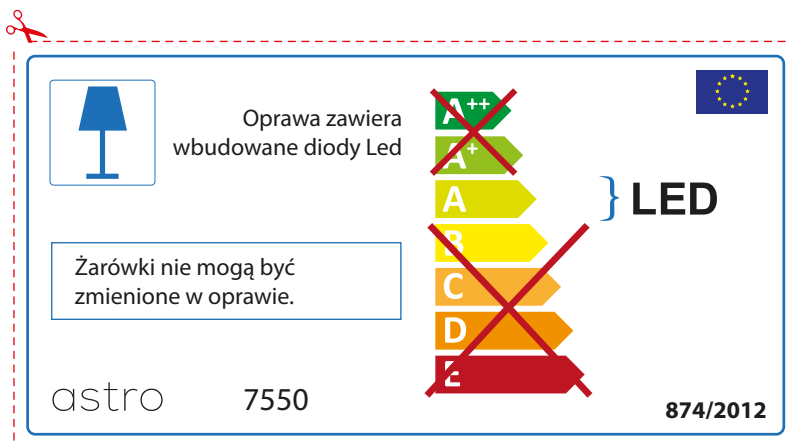 Oprawa zawiera
wbudowane diody Led
A++
A+
A
LED
B
Żarówki nie mogą być
zmienione w oprawie.
C
D
E
astro
7550
874/2012